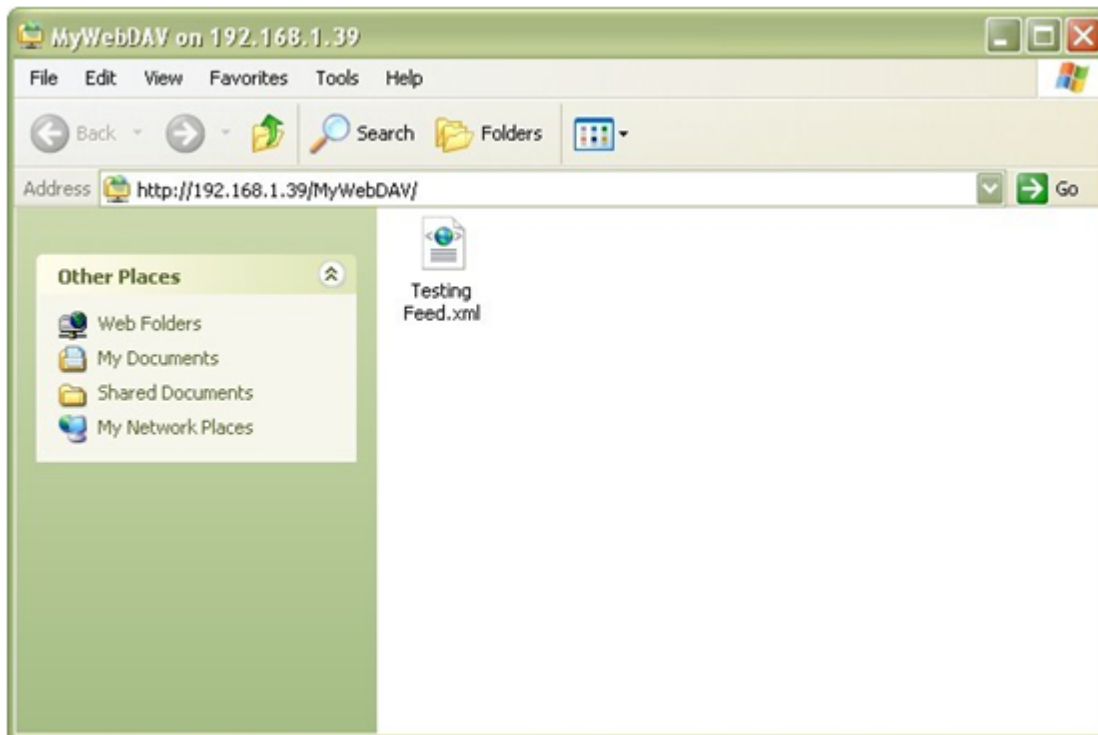 MyWebDAV on 192.168.1.39
File Edit View Favorites Tools Help
Back Search Folders
Address http://192.168.1.39/MyWebDAV/ Go
Other Places
Web Folders
My Documents
Shared Documents
My Network Places
Testing
Feed.xml